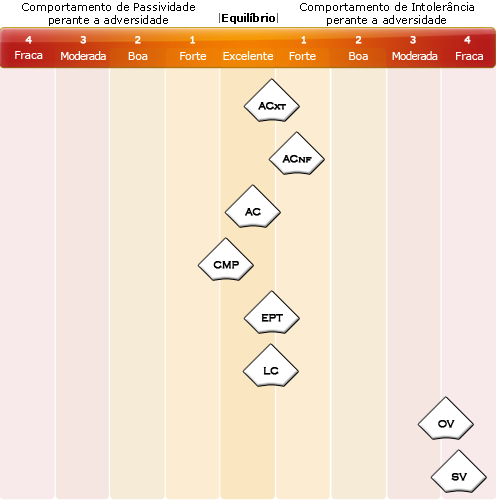 Comportamento de Passividade
perante a adversidade
|Equilíbrio|
Comportamento de Intolerância
perante a adversidade
4 3 2 1 1 2 3 4
Fraca Moderada Boa Forte Excelente Forte Boa Moderada Fraca
ACXT
ACNF
AC
CMP
EPT
LC
OV
SV